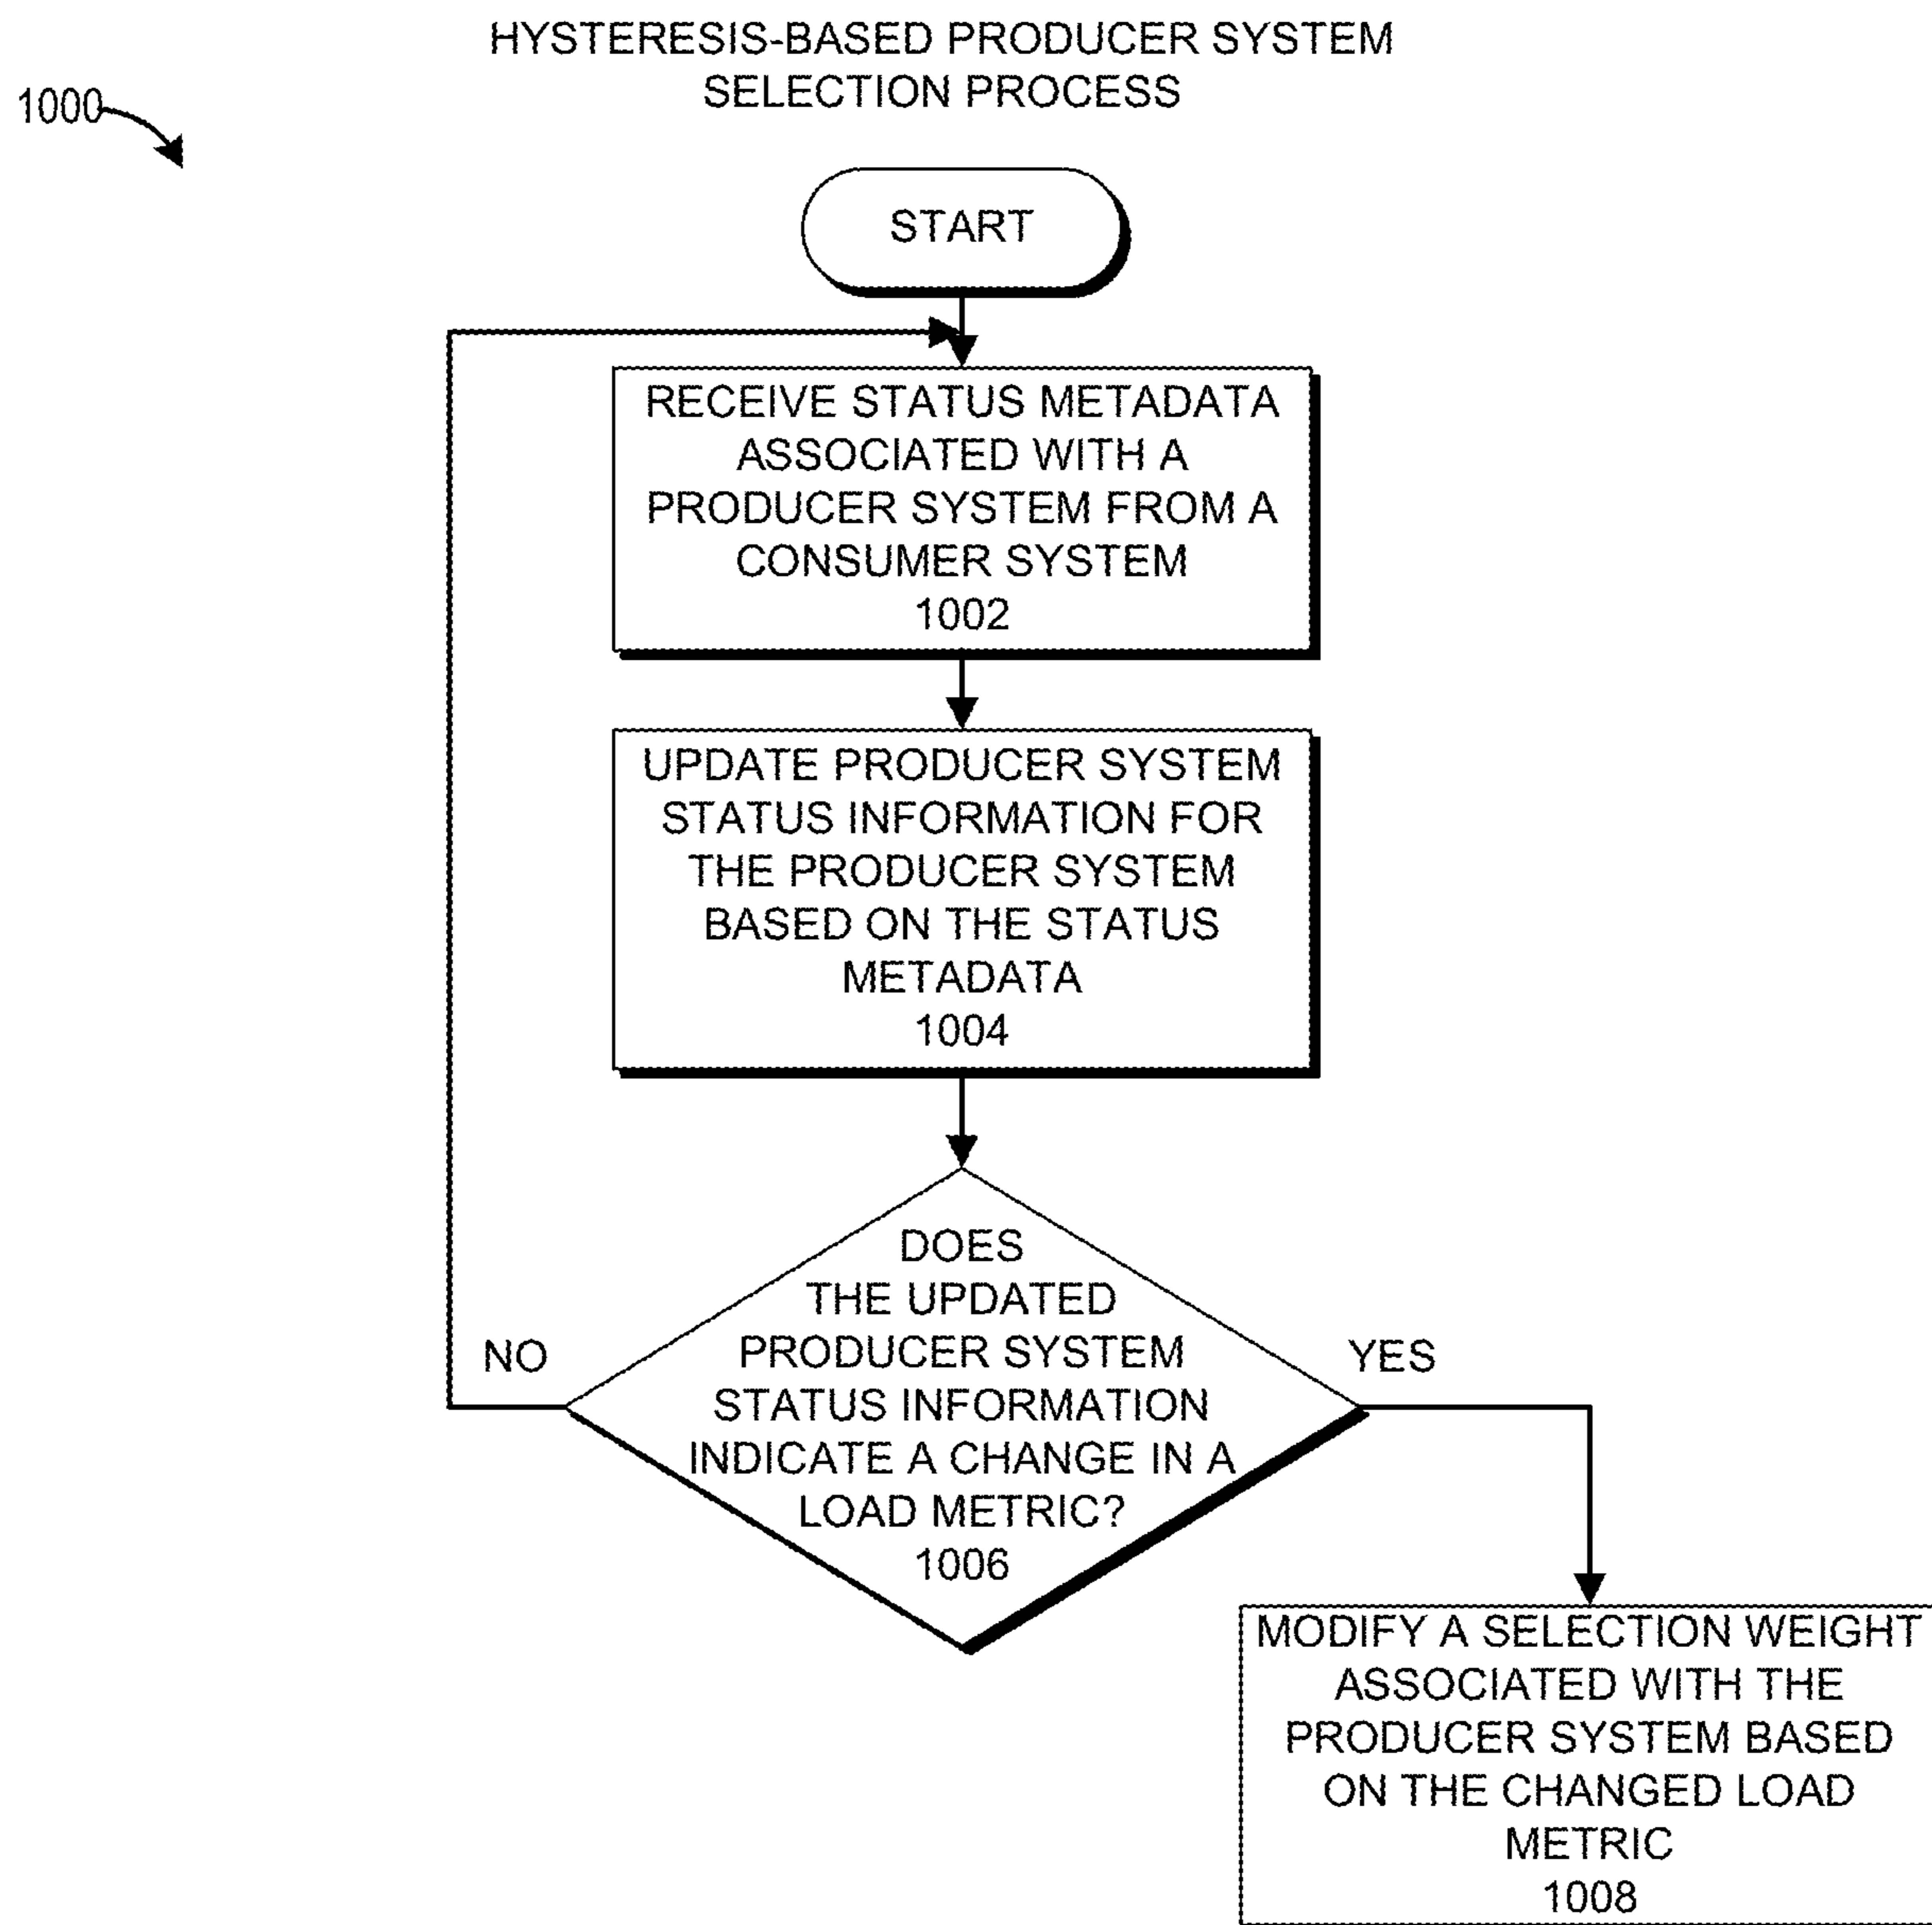 HYSTERESIS-BASED PRODUCER SYSTEM
SELECTION PROCESS
1000
START
RECEIVE STATUS METADATA
ASSOCIATED WITH A
PRODUCER SYSTEM FROM A
CONSUMER SYSTEM
1002
UPDATE PRODUCER SYSTEM
STATUS INFORMATION FOR
THE PRODUCER SYSTEM
BASED ON THE STATUS
METADATA
1004
DOES
THE UPDATED
PRODUCER SYSTEM
STATUS INFORMATION
INDICATE A CHANGE IN A
LOAD METRIC?
1006
NO
YES
MODIFY A SELECTION WEIGHT
ASSOCIATED WITH THE
PRODUCER SYSTEM BASED
ON THE CHANGED LOAD
METRIC
1008